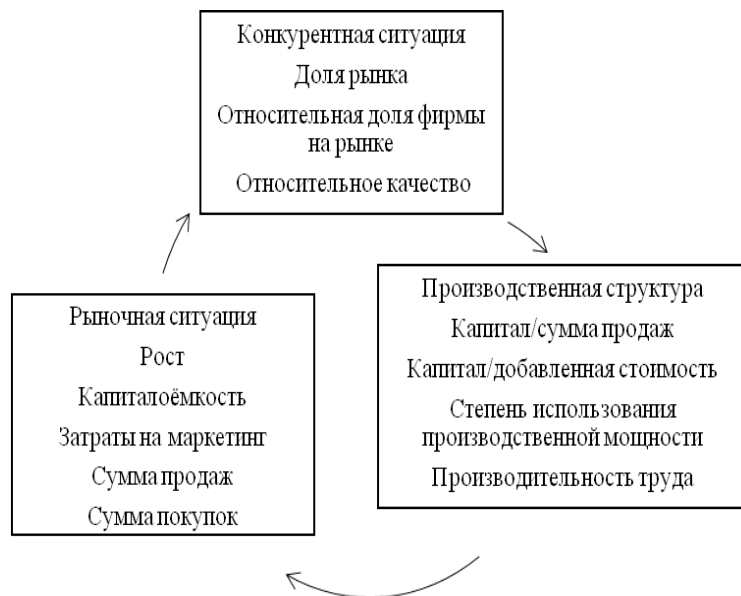 Конкурентная ситуация
Доля рынка
Относительная доля фирмы
на рынке
Относительное качество
Производственная структура
Капитал/сумма продаж
Капитал/добавленная стоимость
Степень использования
производственной мощности
Производительность труда
Рыночная ситуация
Рост
Капиталоёмкость
Затраты на маркетинг
Сумма продаж
Сумма покупок